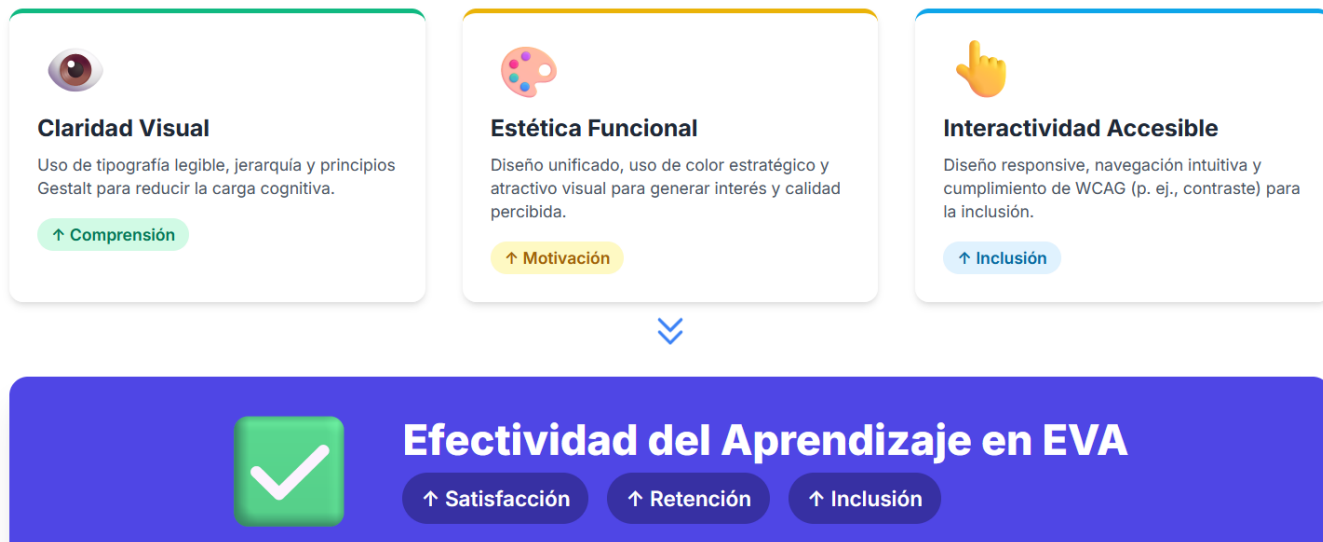 Claridad Visual
Uso de tipografía legible, jerarquía y principios
Gestalt para reducir la carga cognitiva.
↑ Comprensión
Estética Funcional
Diseño unificado, uso de color estratégico y
atractivo visual para generar interés y calidad
percibida.
↑ Motivación
Interactividad Accesible
Diseño responsive, navegación intuitiva y
cumplimiento de WCAG (p. ej., contraste) para
la inclusión.
↑ Inclusión
Efectividad del Aprendizaje en EVA
↑ Satisfacción
↑ Retención
↑ Inclusión